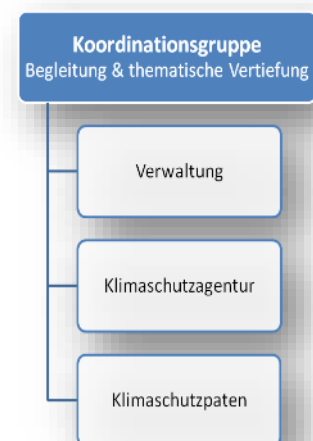 Koordinationsgruppe
Begleitung & thematische Vertiefung
Verwaltung
Klimaschutzagentur
Klimaschutzpaten